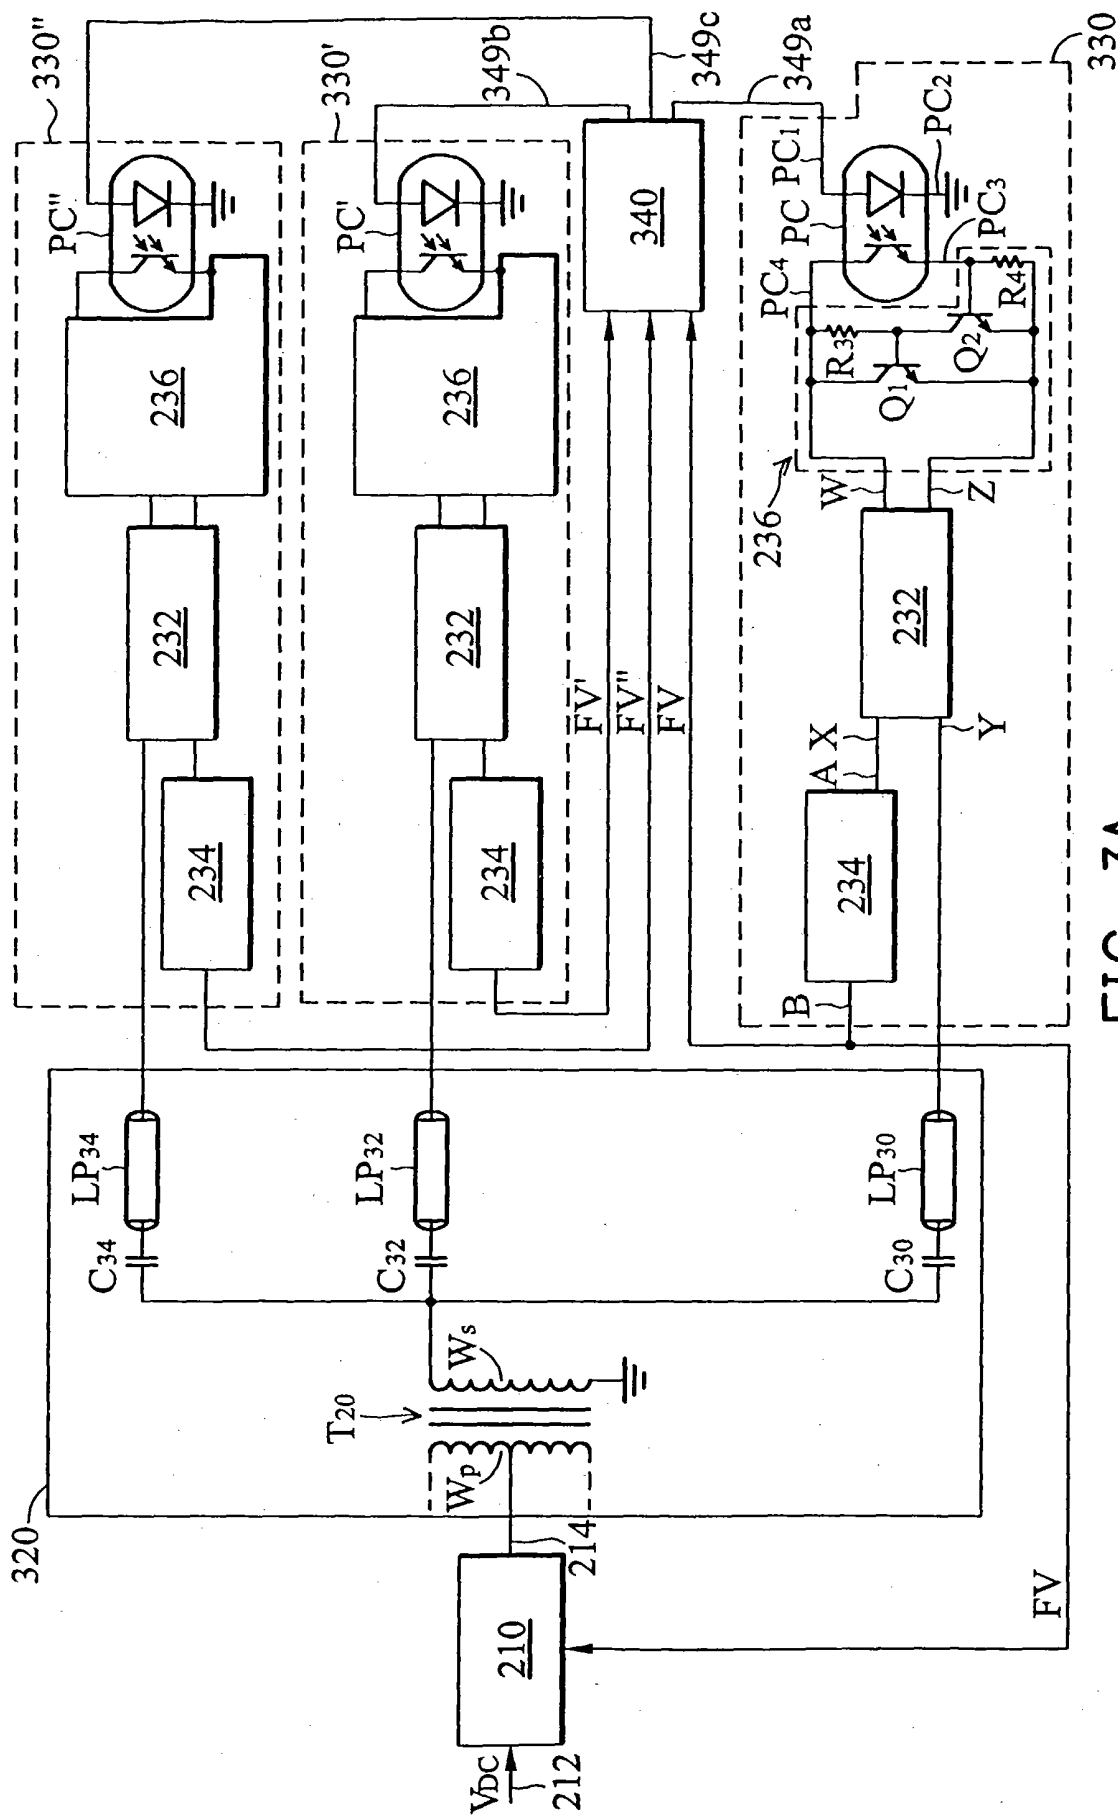 330"
PC"
236
232
234
349b
349c
330'
PC'
236
232
234
340
349a
FV'
FV"
FV
330
PC1
PC
PC2
PC3
PC4
R3
R4
Q1
Q2
236
W
Z
232
A X
Y
234
B
320
LP34
C34
LP32
C32
LP30
C30
T20
Wp
Ws
214
210
VDC
212
FV
FIG. 3A